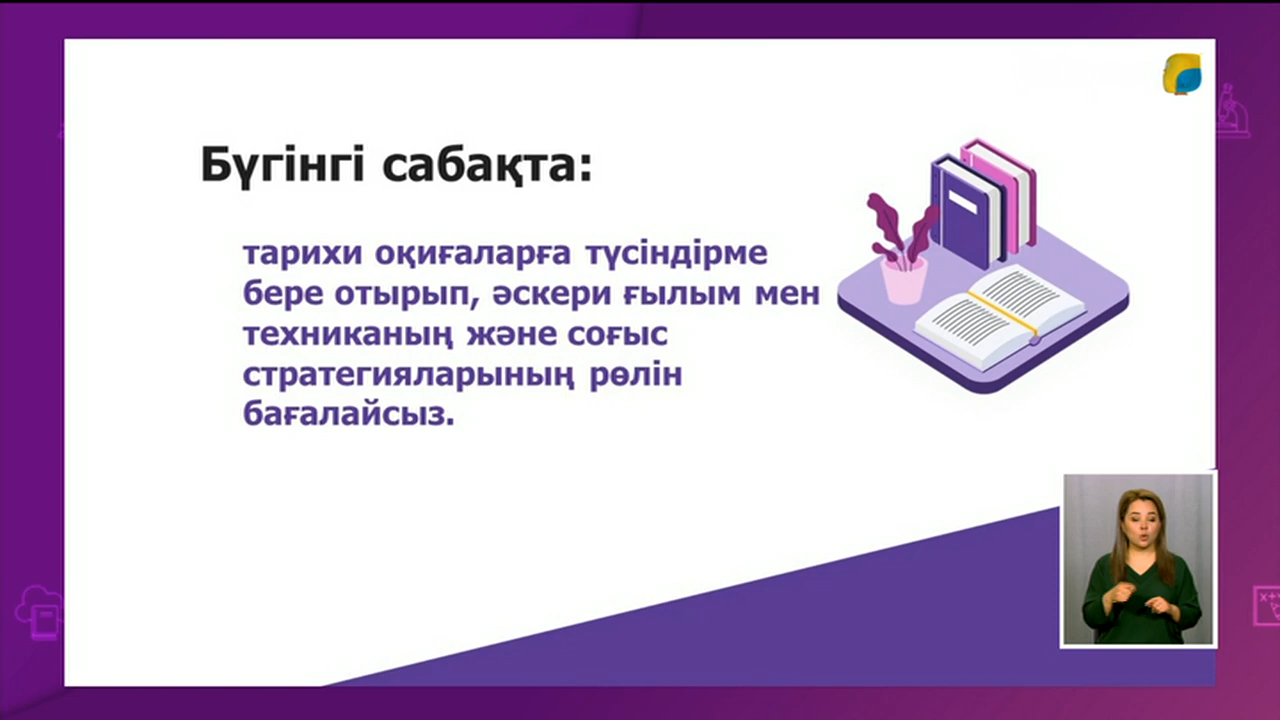 Бүгінгі сабақта:
тарихи оқиғаларға түсіндірме
бере отырып, әскери ғылым мен
техниканың және соғыс
стратегияларының рөлін
бағалайсыз.